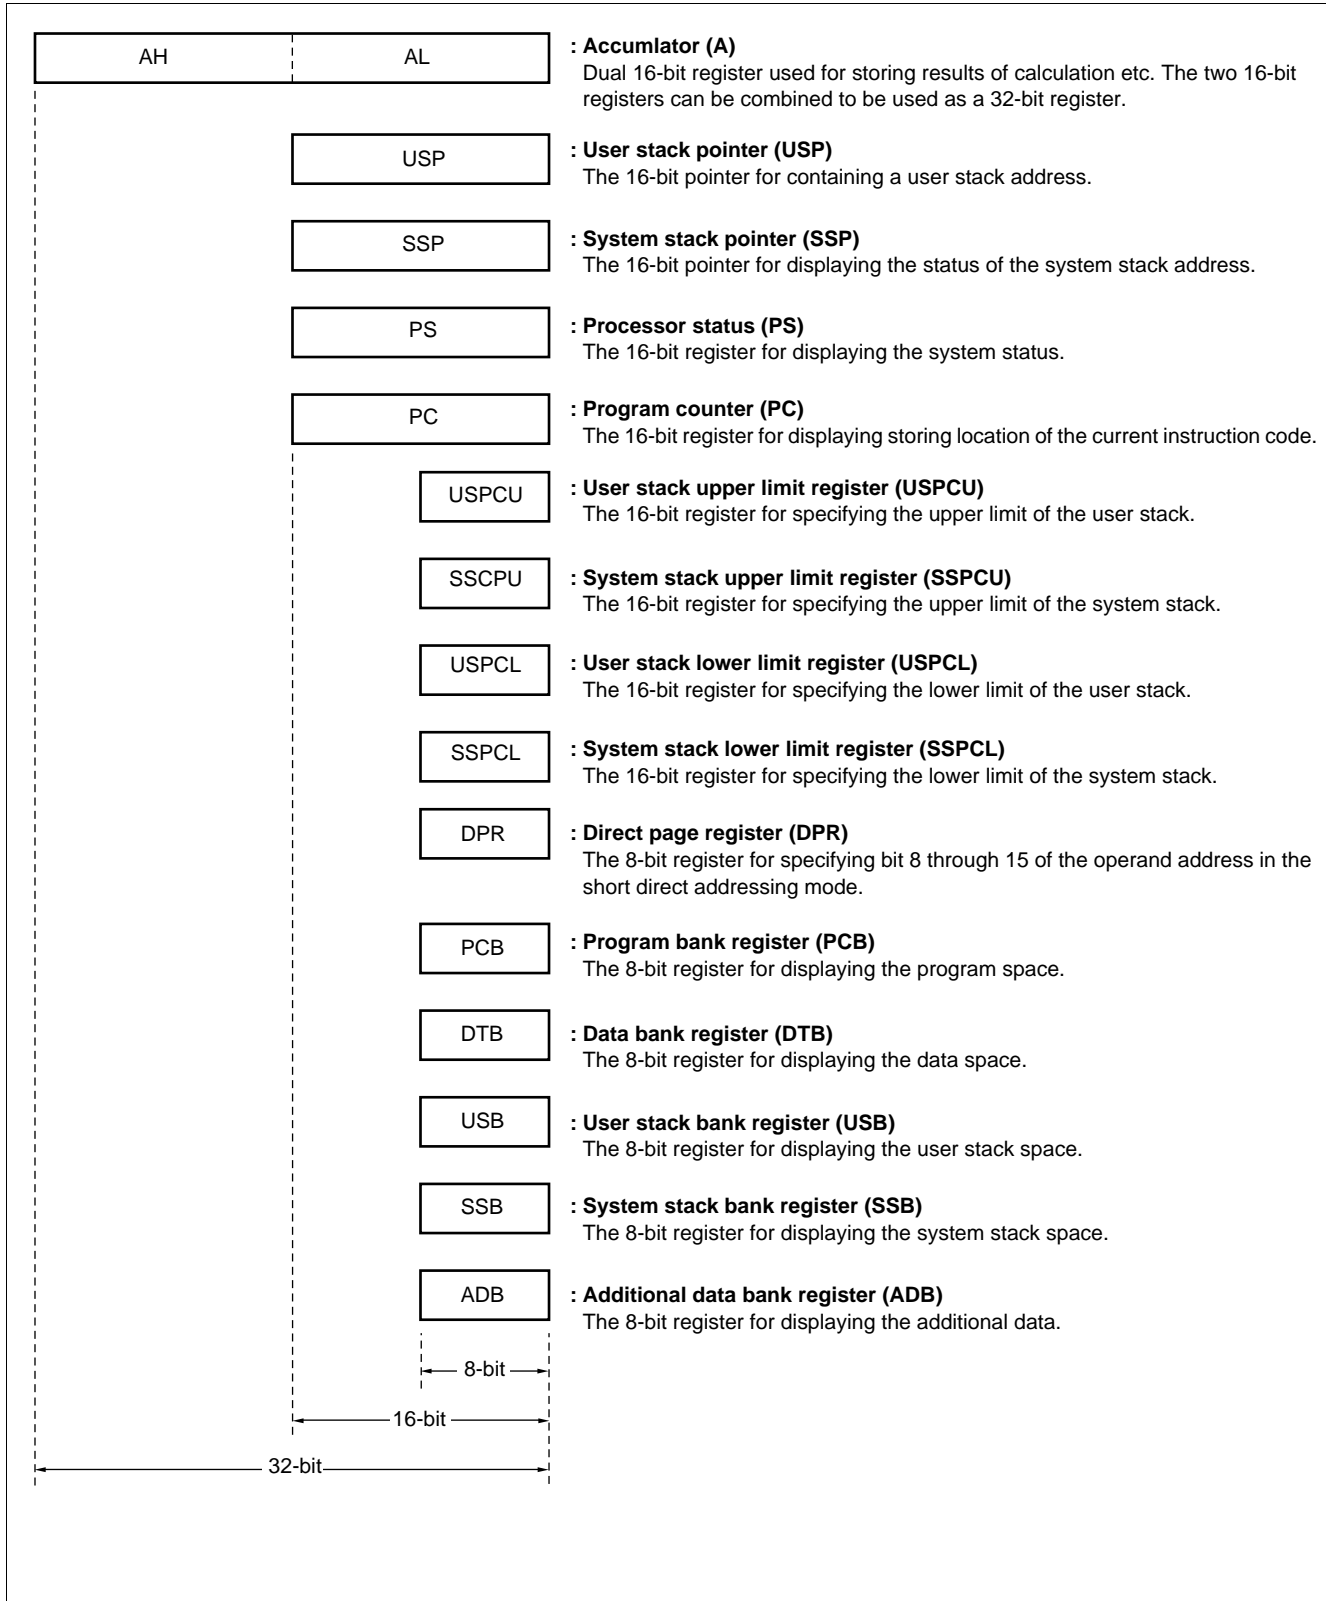 AH AL : Accumlator (A)
Dual 16-bit register used for storing results of calculation etc. The two 16-bit
registers can be combined to be used as a 32-bit register.
USP : User stack pointer (USP)
The 16-bit pointer for containing a user stack address.
SSP : System stack pointer (SSP)
The 16-bit pointer for displaying the status of the system stack address.
PS : Processor status (PS)
The 16-bit register for displaying the system status.
PC : Program counter (PC)
The 16-bit register for displaying storing location of the current instruction code.
USPCU : User stack upper limit register (USPCU)
The 16-bit register for specifying the upper limit of the user stack.
SSCPU : System stack upper limit register (SSPCU)
The 16-bit register for specifying the upper limit of the system stack.
USPCL : User stack lower limit register (USPCL)
The 16-bit register for specifying the lower limit of the user stack.
SSPCL : System stack lower limit register (SSPCL)
The 16-bit register for specifying the lower limit of the system stack.
DPR : Direct page register (DPR)
The 8-bit register for specifying bit 8 through 15 of the operand address in the
short direct addressing mode.
PCB : Program bank register (PCB)
The 8-bit register for displaying the program space.
DTB : Data bank register (DTB)
The 8-bit register for displaying the data space.
USB : User stack bank register (USB)
The 8-bit register for displaying the user stack space.
SSB : System stack bank register (SSB)
The 8-bit register for displaying the system stack space.
ADB : Additional data bank register (ADB)
The 8-bit register for displaying the additional data.
8-bit
16-bit
32-bit